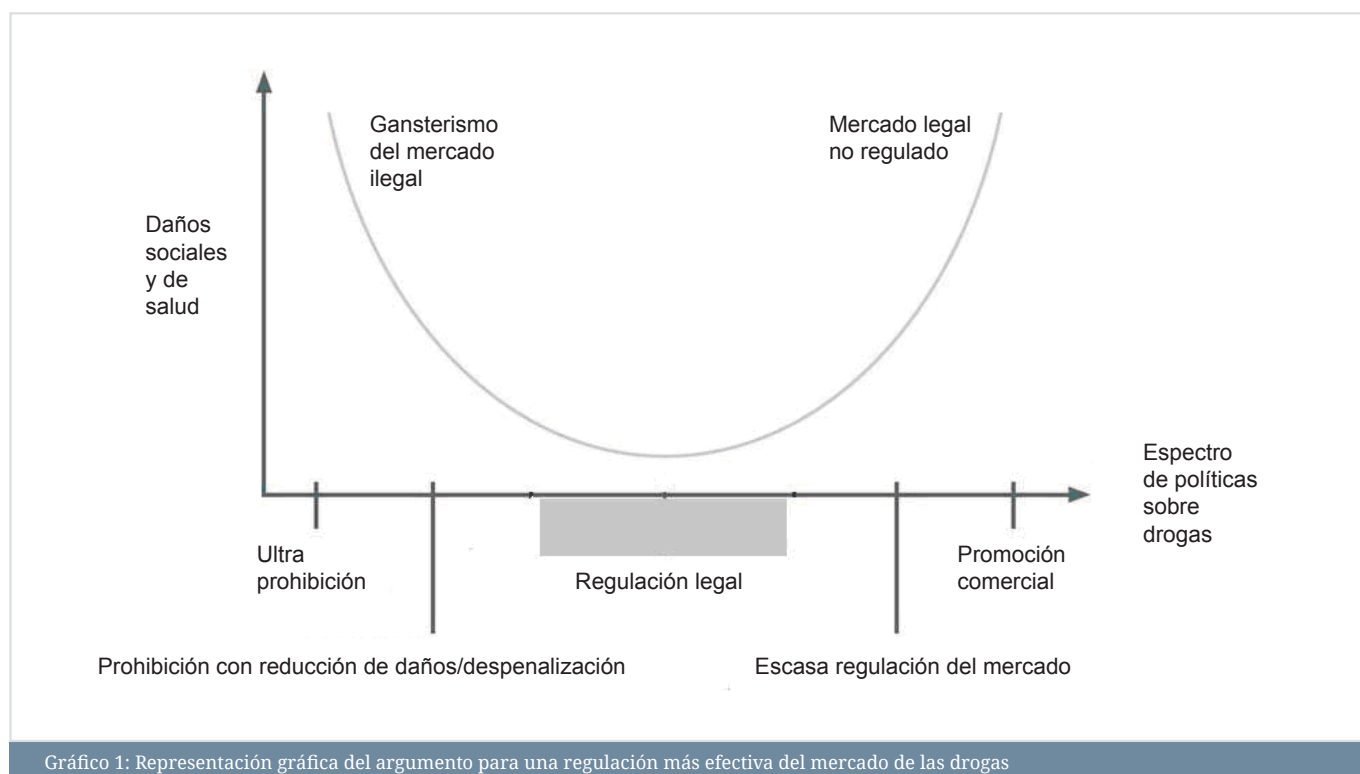 Gansterismo
del mercado
ilegal
Mercado legal
no regulado
Daños
sociales
y de
salud
Espectro
de políticas
sobre
drogas
Ultra
prohibición
Regulación legal
Promoción
comercial
Prohibición con reducción de daños/despenalización
Escasa regulación del mercado
Gráfico 1: Representación gráfica del argumento para una regulación más efectiva del mercado de las drogas